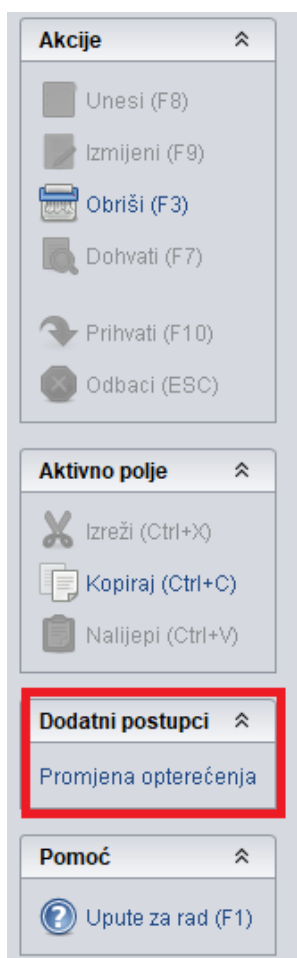 Akcije
Unesi (F8)
Izmijeni (F9)
Obriši (F3)
Dohvati (F7)
Prihvati (F10)
Odbaci (ESC)
Aktivno polje
Izreži (Ctrl+X)
Kopiraj (Ctrl+C)
Nalijepi (Ctrl+V)
Dodatni postupci
Promjena opterećenja
Pomoć
Upute za rad (F1)